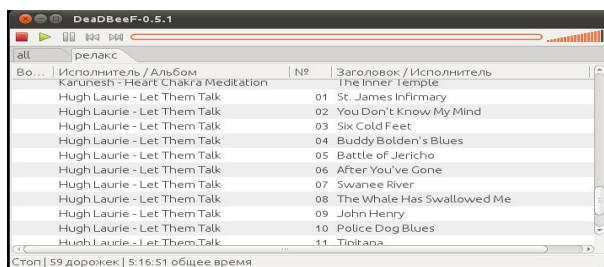 DeaDBeeF-0.5.1
all релакс
Во... Исполнитель / Альбом № Заголовок / Исполнитель
Karunesh - Heart Chakra Meditation The Inner Temple
Hugh Laurie - Let Them Talk 01 St. James Infirmary
Hugh Laurie - Let Them Talk 02 You Don't Know My Mind
Hugh Laurie - Let Them Talk 03 Six Cold Feet
Hugh Laurie - Let Them Talk 04 Buddy Bolden's Blues
Hugh Laurie - Let Them Talk 05 Battle of Jericho
Hugh Laurie - Let Them Talk 06 After You've Gone
Hugh Laurie - Let Them Talk 07 Swanee River
Hugh Laurie - Let Them Talk 08 The Whale Has Swallowed Me
Hugh Laurie - Let Them Talk 09 John Henry
Hugh Laurie - Let Them Talk 10 Police Dog Blues
Hugh Laurie - Let Them Talk 11 Tipitana
Стоп | 59 дорожек | 5:16:51 общее время